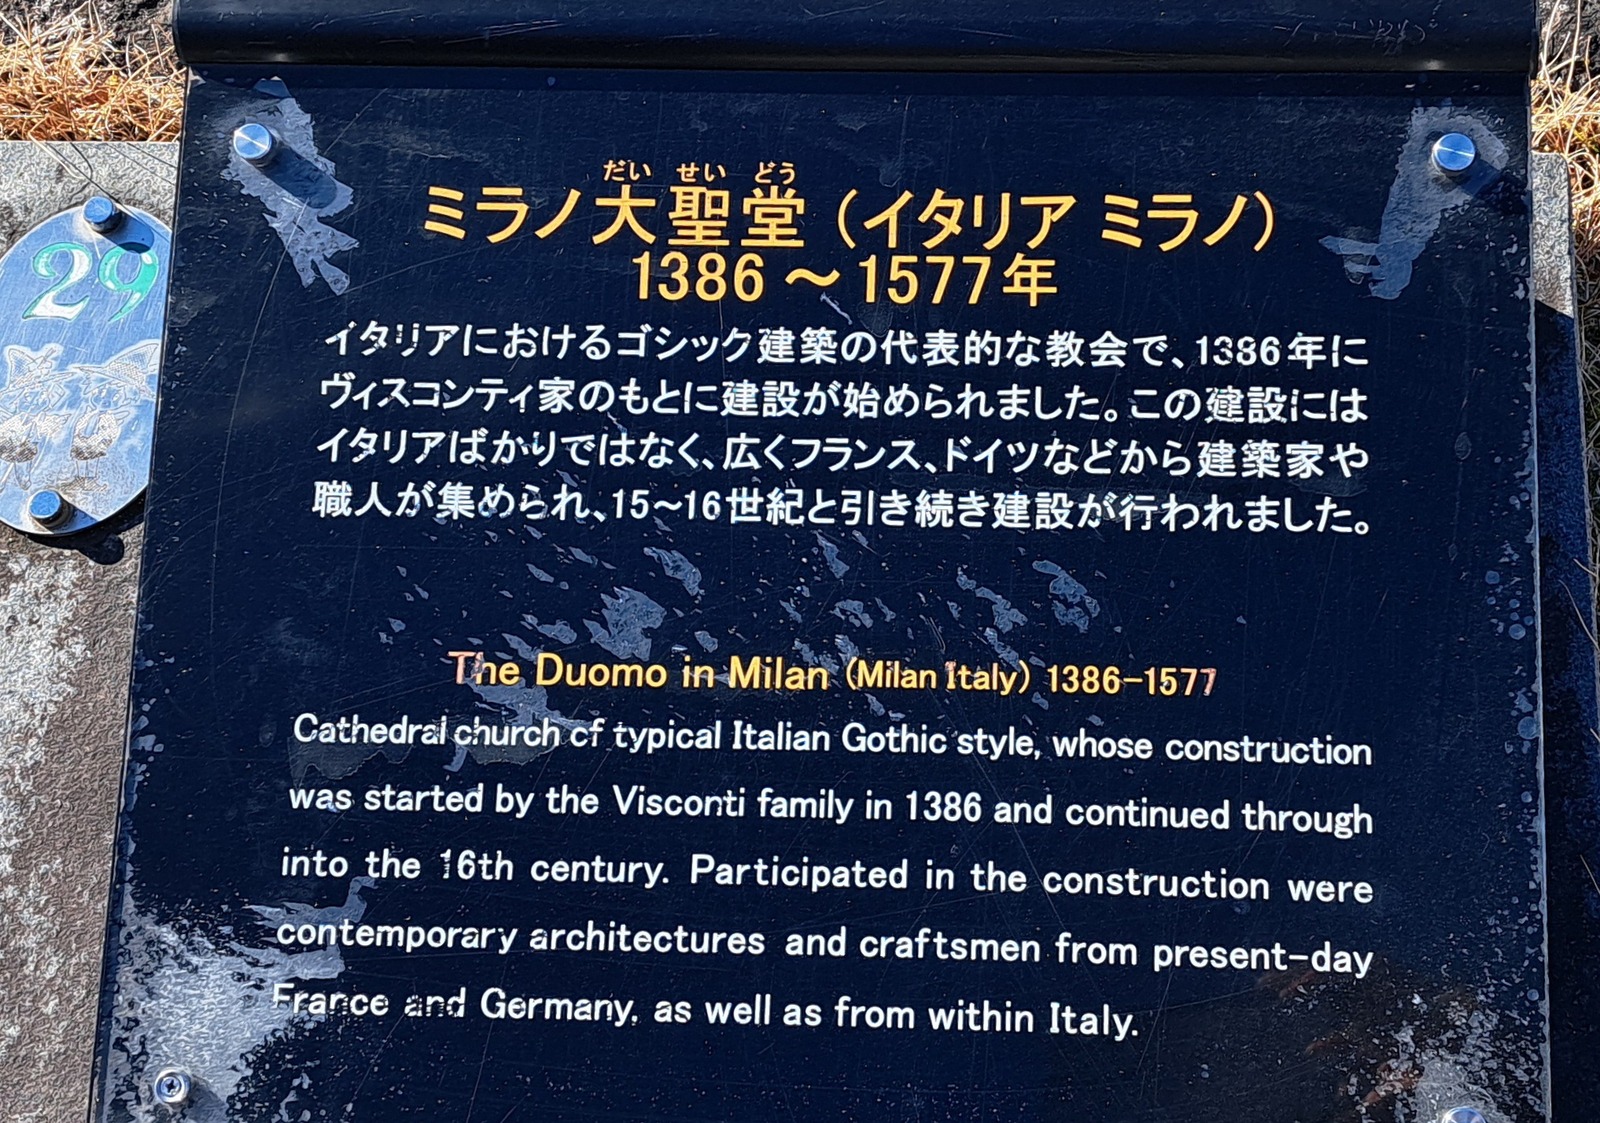 29
だい せい どう
ミラノ大聖堂（イタリア ミラノ）
1386～1577年
イタリアにおけるゴシック建築の代表的な教会で、1386年に
ヴィスコンティ家のもとに建設が始められました。この建設には
イタリアばかりではなく、広くフランス、ドイツなどから建築家や
職人が集められ、15~16世紀と引き続き建設が行われました。
The Duomo in Milan (Milan Italy) 1386-1577
Cathedral church of typical Italian Gothic style, whose construction
was started by the Visconti family in 1386 and continued through
into the 16th century. Participated in the construction were
contemporary architectures and craftsmen from present-day
France and Germany, as well as from within Italy.